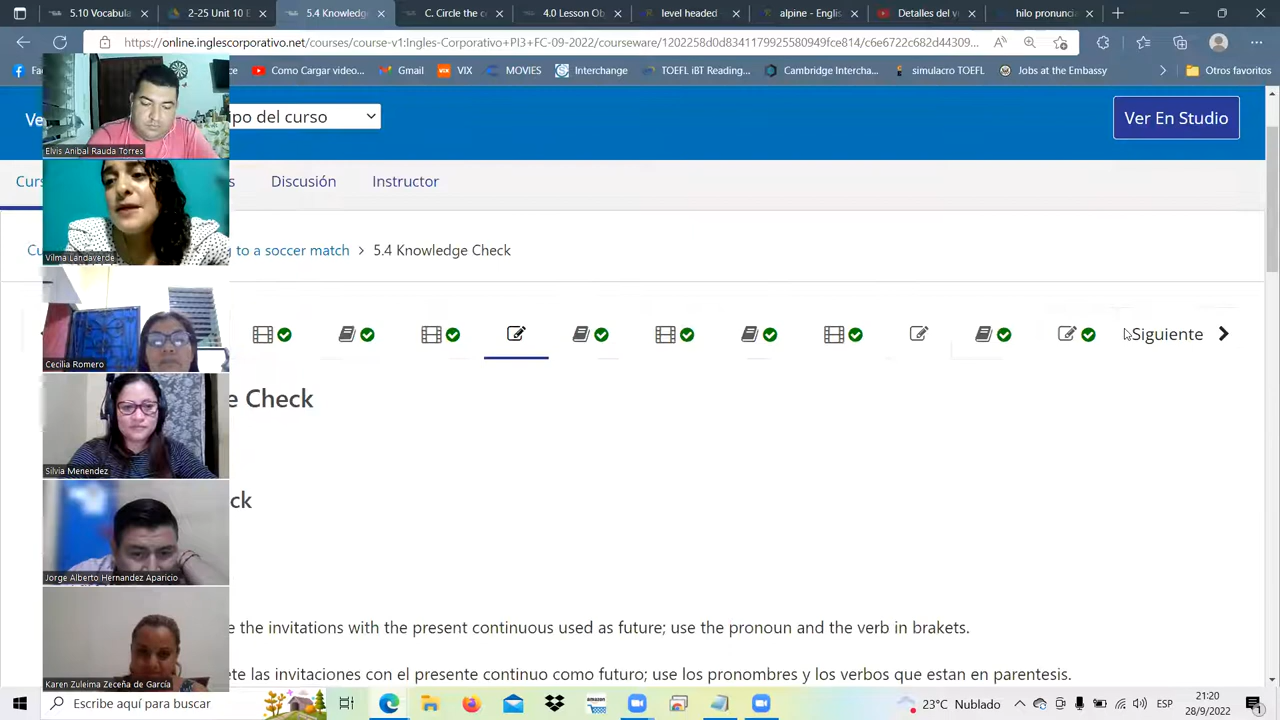 5.10 Vocabula
2-25 Unit 10 E
5.4 Knowledge
C. Circle the c
4.0 Lesson Ob
level headed
alpine - Englis
Detalles del v
hilo pronuncia
https://online.inglescorporativo.net/courses/course-v1:Ingles-Corporativo+PI3+FC-09-2022/courseware/1202258d0d8341179925580949fce814/c6e6722c682d44309...
Como Cargar video...
Gmail
VIX
MOVIES
Interchange
TOEFL iBT Reading...
Cambridge Intercha...
simulacro TOEFL
Jobs at the Embassy
Otros favoritos
ipo del curso
Ver En Studio
Discusión
Instructor
g to a soccer match > 5.4 Knowledge Check
Siguiente
e Check
ck
e the invitations with the present continuous used as future; use the pronoun and the verb in brakets.
ete las invitaciones con el presente continuo como futuro; use los pronombres y los verbos que estan en parentesis.
Elvis Anibal Rauda Torres
Vilma Landaverde
Cecilia Romero
Silvia Menendez
Jorge Alberto Hernandez Aparicio
Karen Zuleima Zeceña de García
Escribe aquí para buscar
23°C Nublado
ESP
21:20
28/9/2022